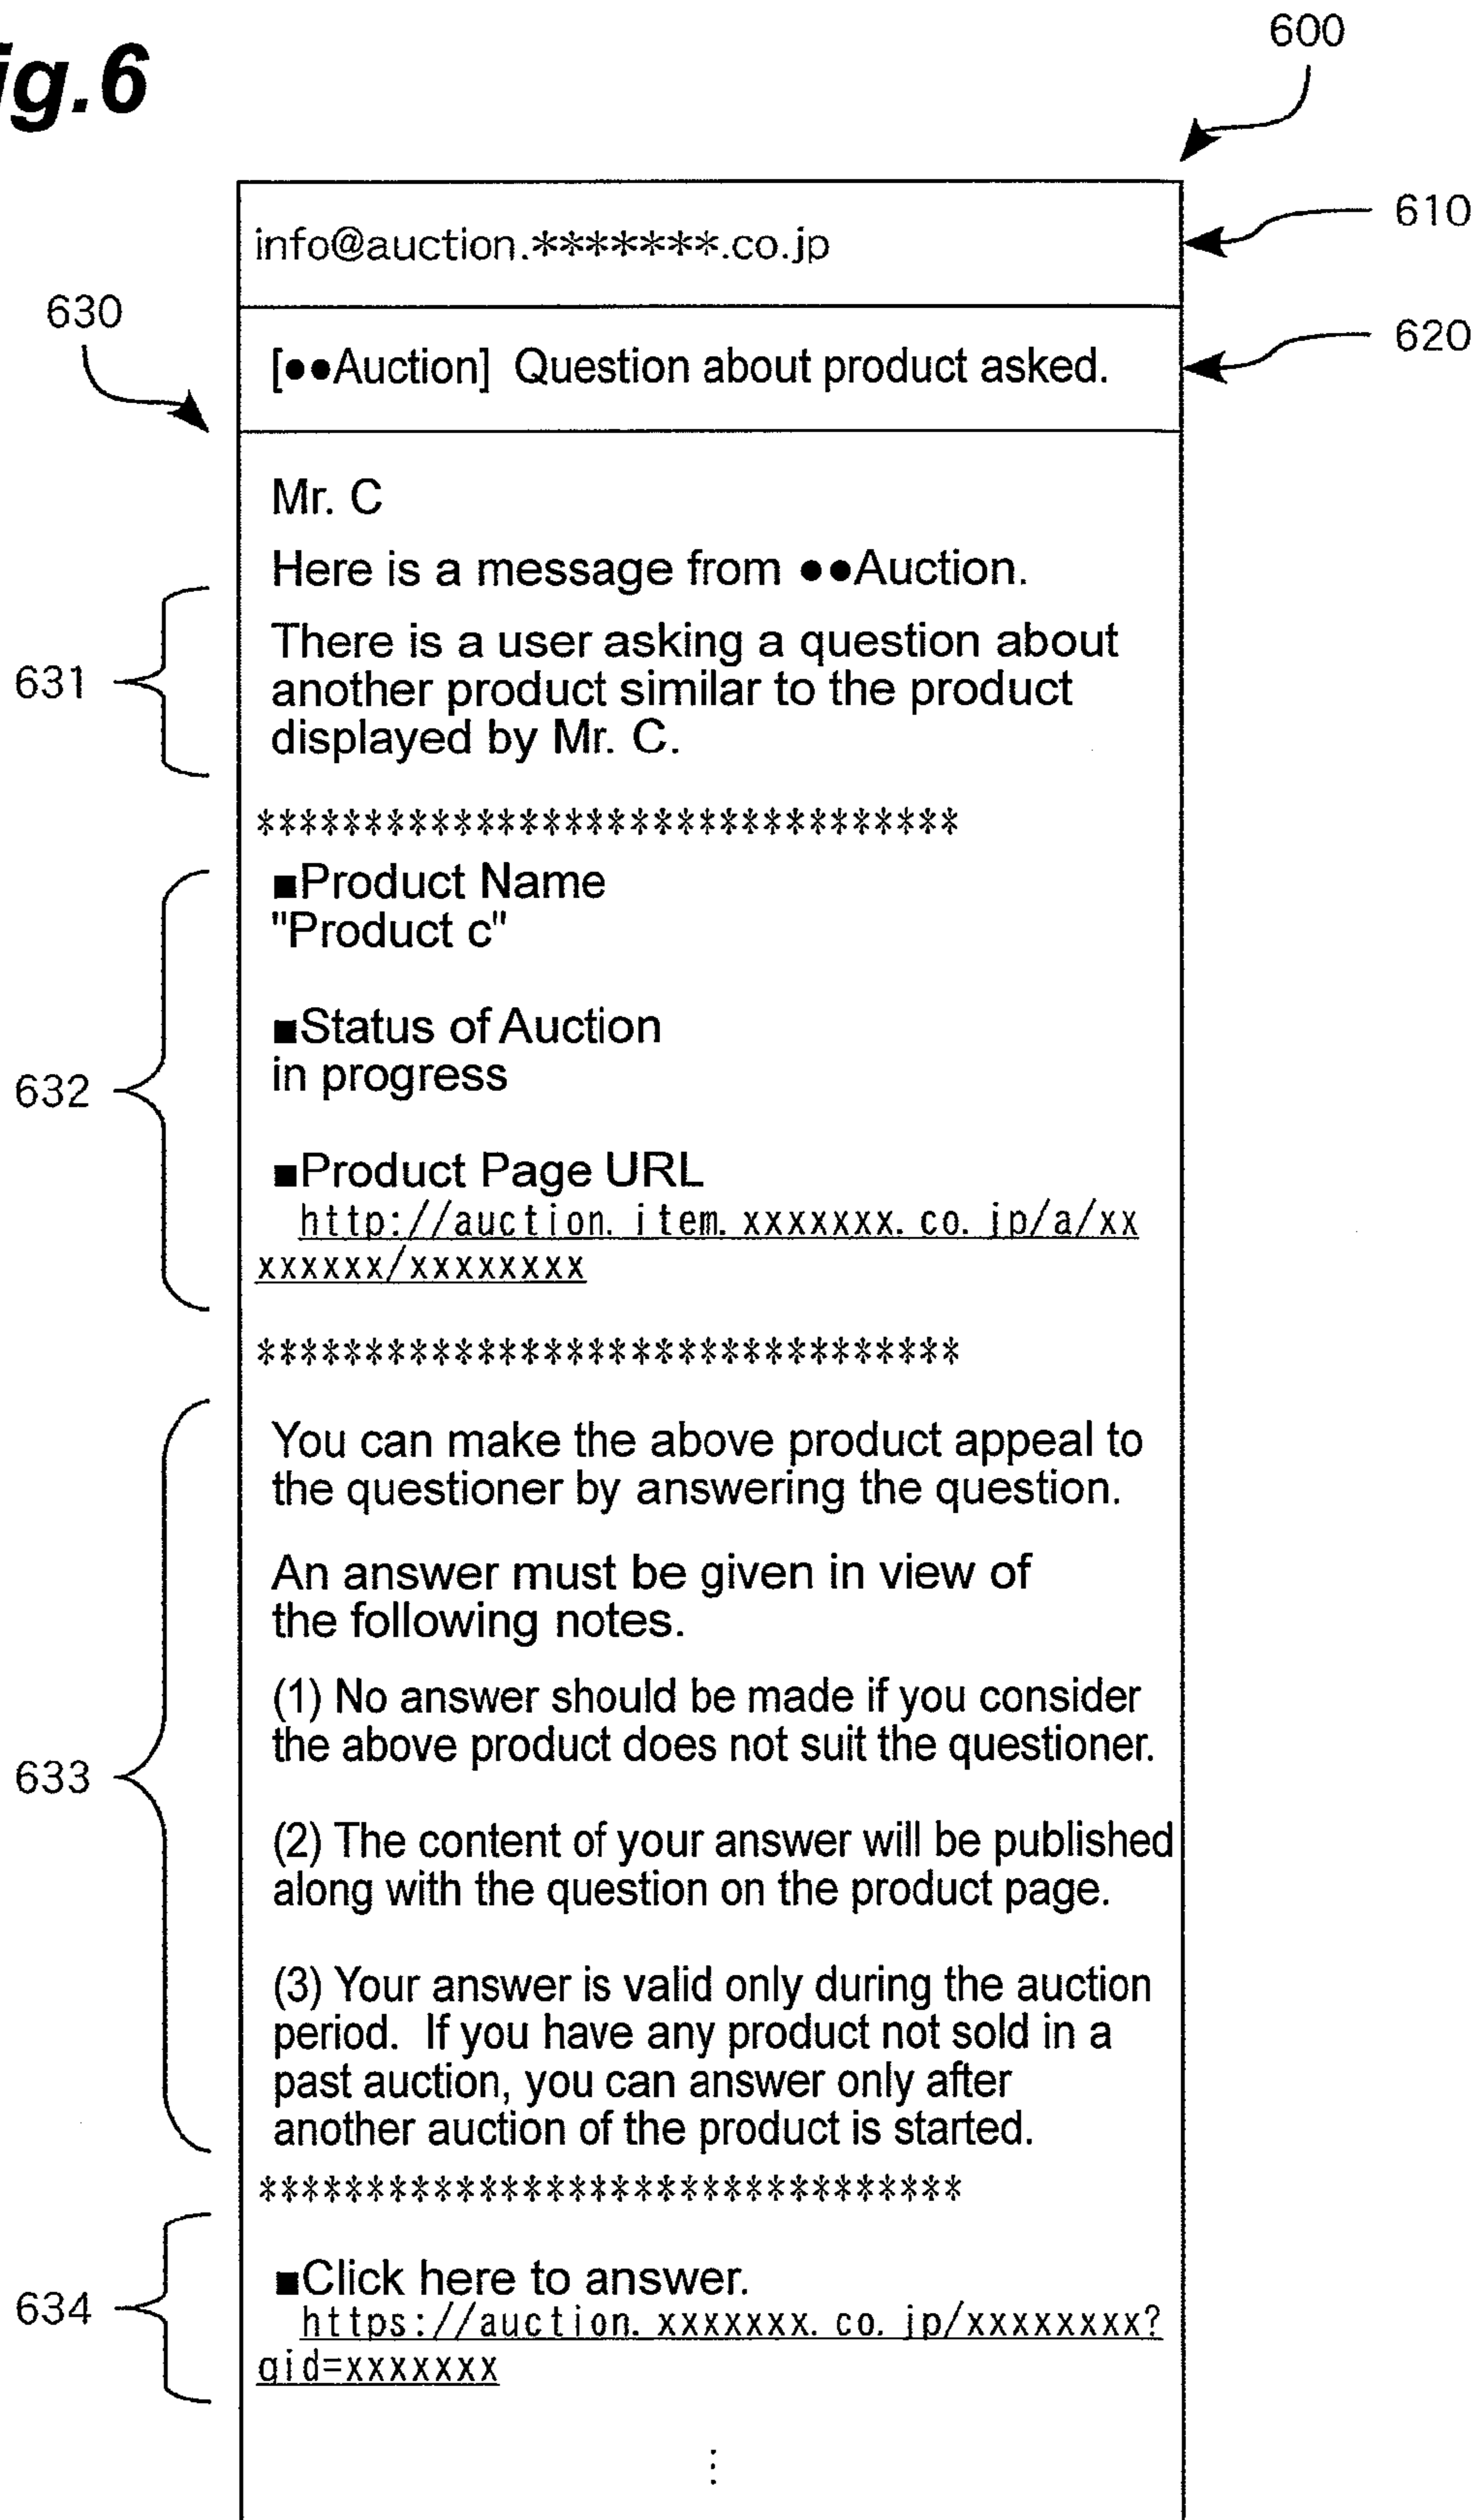 ig.6
600
info@auction.*******.co.jp
610
630
[●●Auction] Question about product asked.
620
Mr. C
Here is a message from ●●Auction.
631
There is a user asking a question about
another product similar to the product
displayed by Mr. C.
********************************
632
■Product Name
"Product c"
■Status of Auction
in progress
■Product Page URL
http://auction.item.xxxxxxx.co.jp/a/xx
xxxxxx/xxxxxxxx
********************************
633
You can make the above product appeal to
the questioner by answering the question.
An answer must be given in view of
the following notes.
(1) No answer should be made if you consider
the above product does not suit the questioner.
(2) The content of your answer will be published
along with the question on the product page.
(3) Your answer is valid only during the auction
period. If you have any product not sold in a
past auction, you can answer only after
another auction of the product is started.
********************************
634
■Click here to answer.
https://auction.xxxxxxx.co.jp/xxxxxxxx?
qid=xxxxxxx
⋮